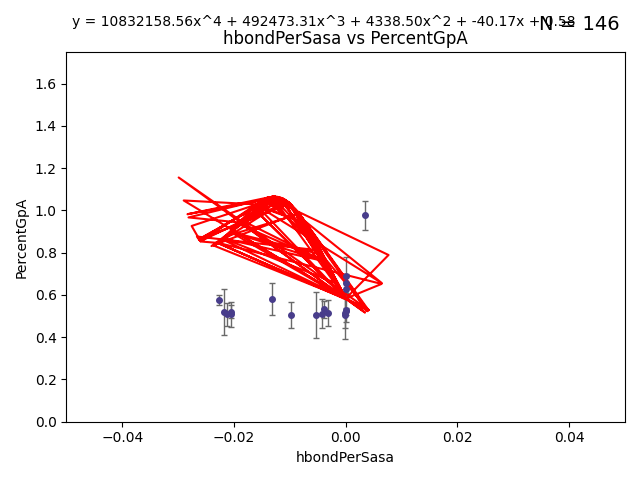 y = 10832158.56x^4 + 492473.31x^3 + 4338.50x^2 + -40.17x + 0.58
N = 146
hbondPerSasa vs PercentGpA
PercentGpA
1.6
1.4
1.2
1.0
0.8
0.6
0.4
0.2
0.0
−0.04 −0.02 0.00 0.02 0.04
hbondPerSasa